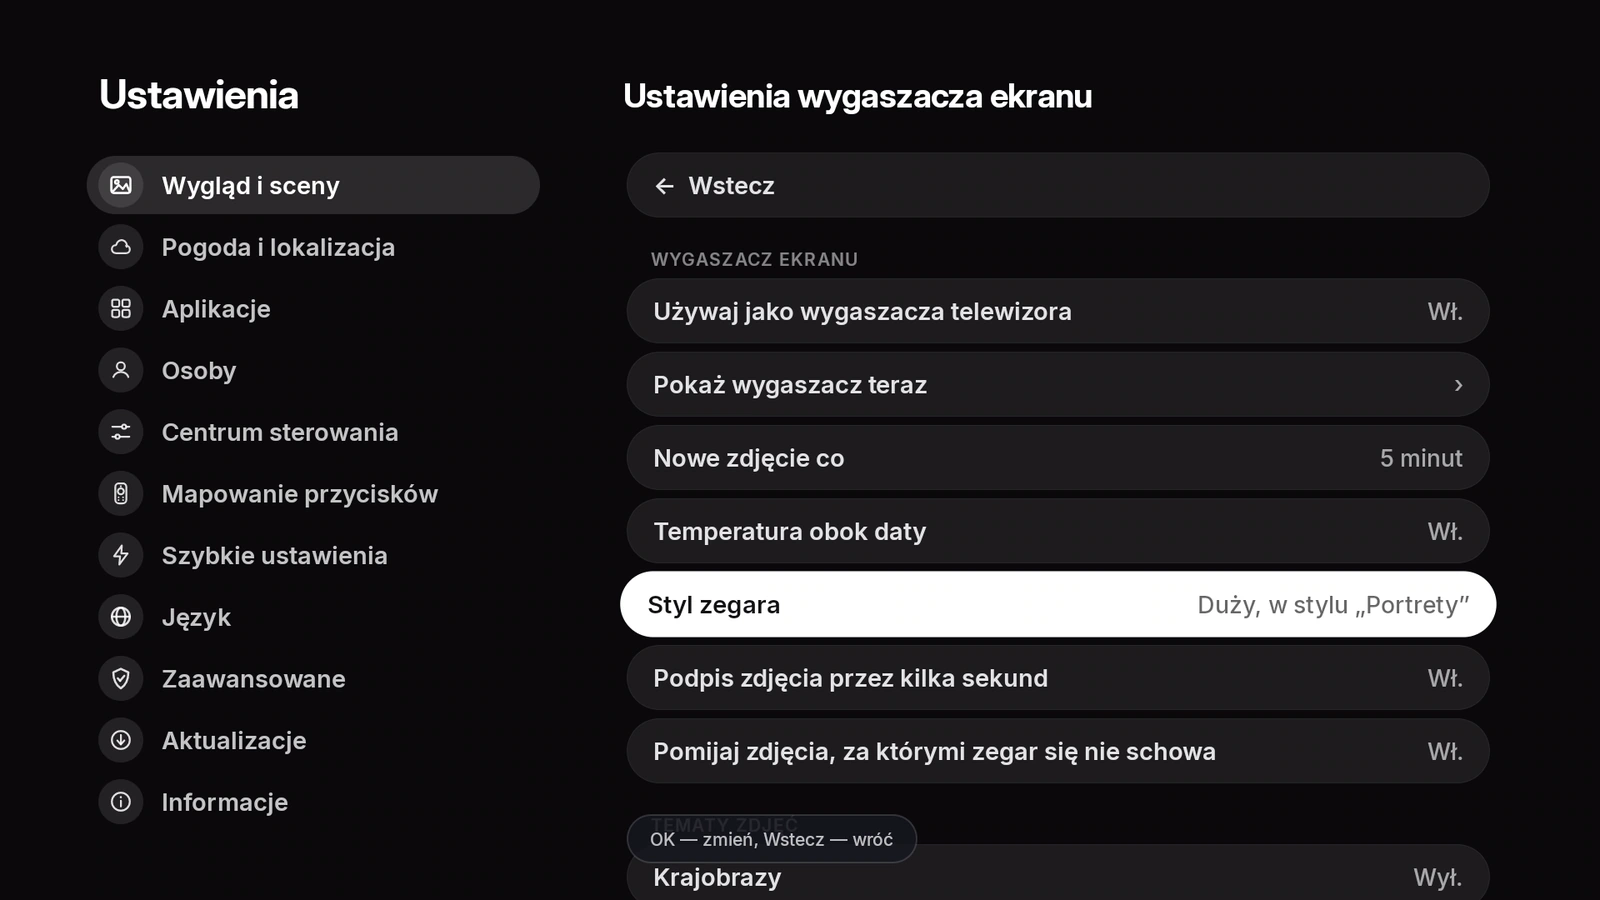 Ustawienia
Wygląd i sceny
Pogoda i lokalizacja
Aplikacje
Osoby
Centrum sterowania
Mapowanie przycisków
Szybkie ustawienia
Język
Zaawansowane
Aktualizacje
Informacje
Ustawienia wygaszacza ekranu
← Wstecz
WYGASZACZ EKRANU
Używaj jako wygaszacza telewizora Wł.
Pokaż wygaszacz teraz ›
Nowe zdjęcie co 5 minut
Temperatura obok daty Wł.
Styl zegara Duży, w stylu „Portrety”
Podpis zdjęcia przez kilka sekund Wł.
Pomijaj zdjęcia, za którymi zegar się nie schowa Wł.
TEMATY ZDJĘĆ
OK — zmień, Wstecz — wróć
Krajobrazy Wył.